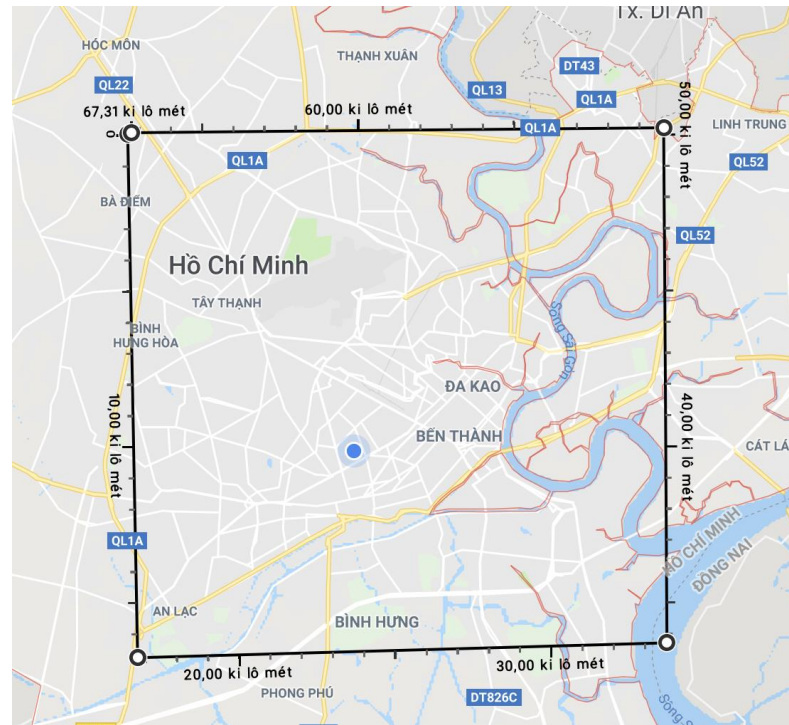 Tx. Dĩ An
HÓC MÔN
THẠNH XUÂN
DT43
QL22
QL13
QL1A
67,31 ki lô mét
60,00 ki lô mét
50,00 ki lô mét
QL1A
LINH TRUNG
QL1A
QL52
BÀ ĐIỂM
QL52
Hồ Chí Minh
TÂY THẠNH
Sông Sài Gòn
BÌNH
HƯNG HÒA
ĐA KAO
10,00 ki lô mét
40,00 ki lô mét
BẾN THÀNH
CÁT LÁ
QL1A
HỒ CHÍ MINH
ĐỒNG NAI
AN LẠC
BÌNH HƯNG
20,00 ki lô mét
30,00 ki lô mét
PHONG PHÚ
DT826C
Sông S